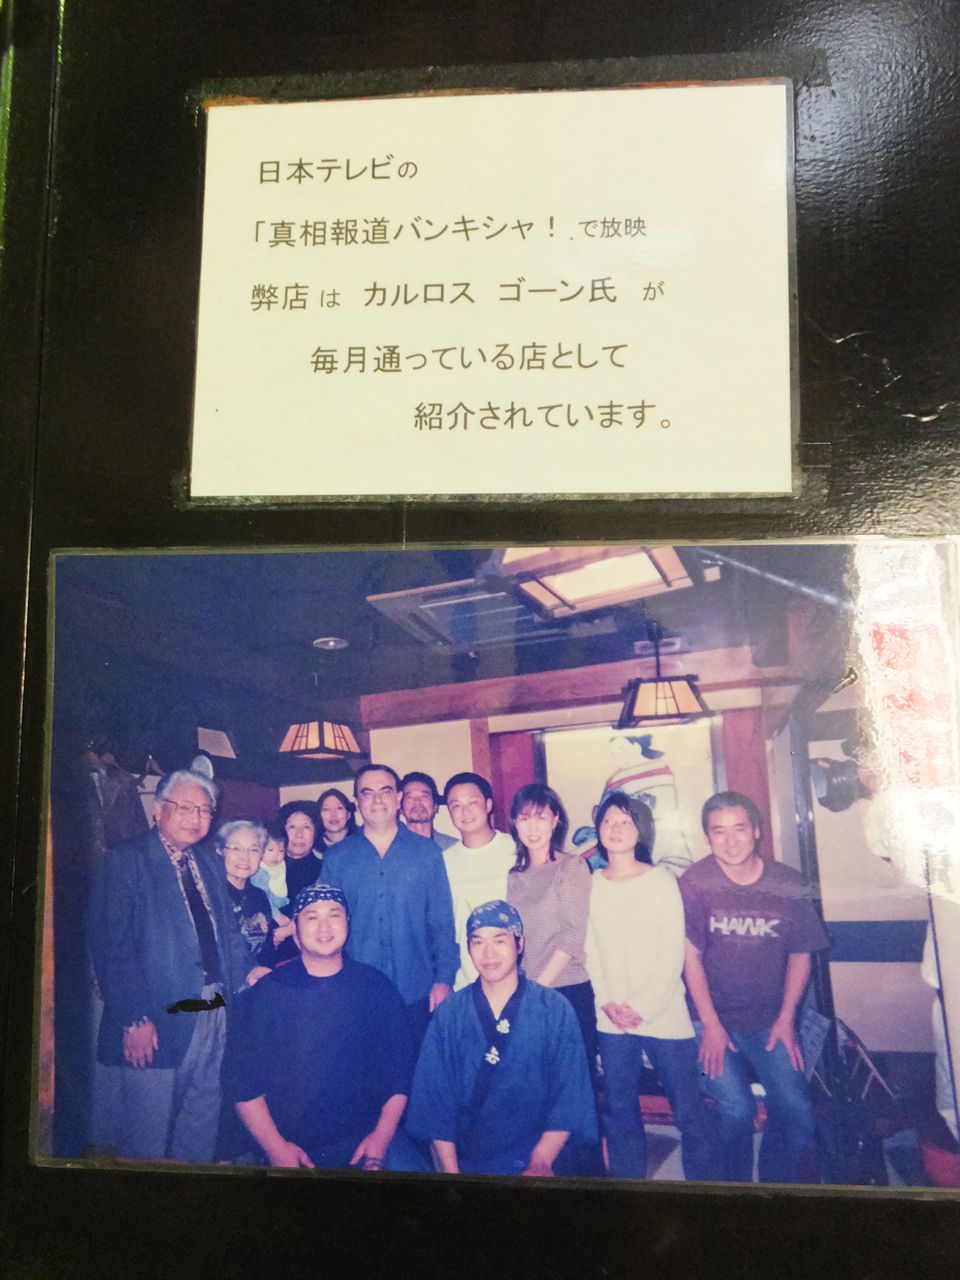 日本テレビの
「真相報道バンキシャ！.で放映
弊店は カルロス ゴーン氏 が
毎月通っている店として
紹介されています。
HAWK